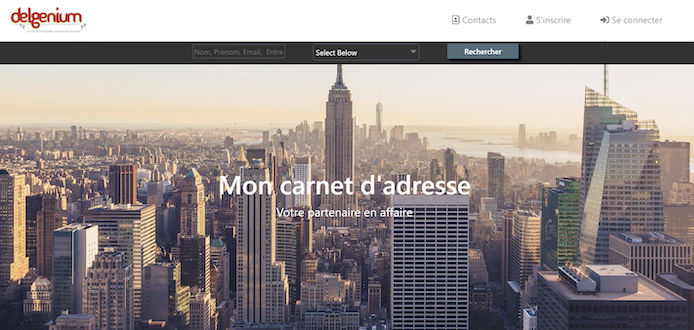 delgenium
Contacts
S'inscrire
Se connecter
Nom, Prenom, Email, Entre
Select Below
Rechercher
Mon carnet d'adresse
Votre partenaire en affaire